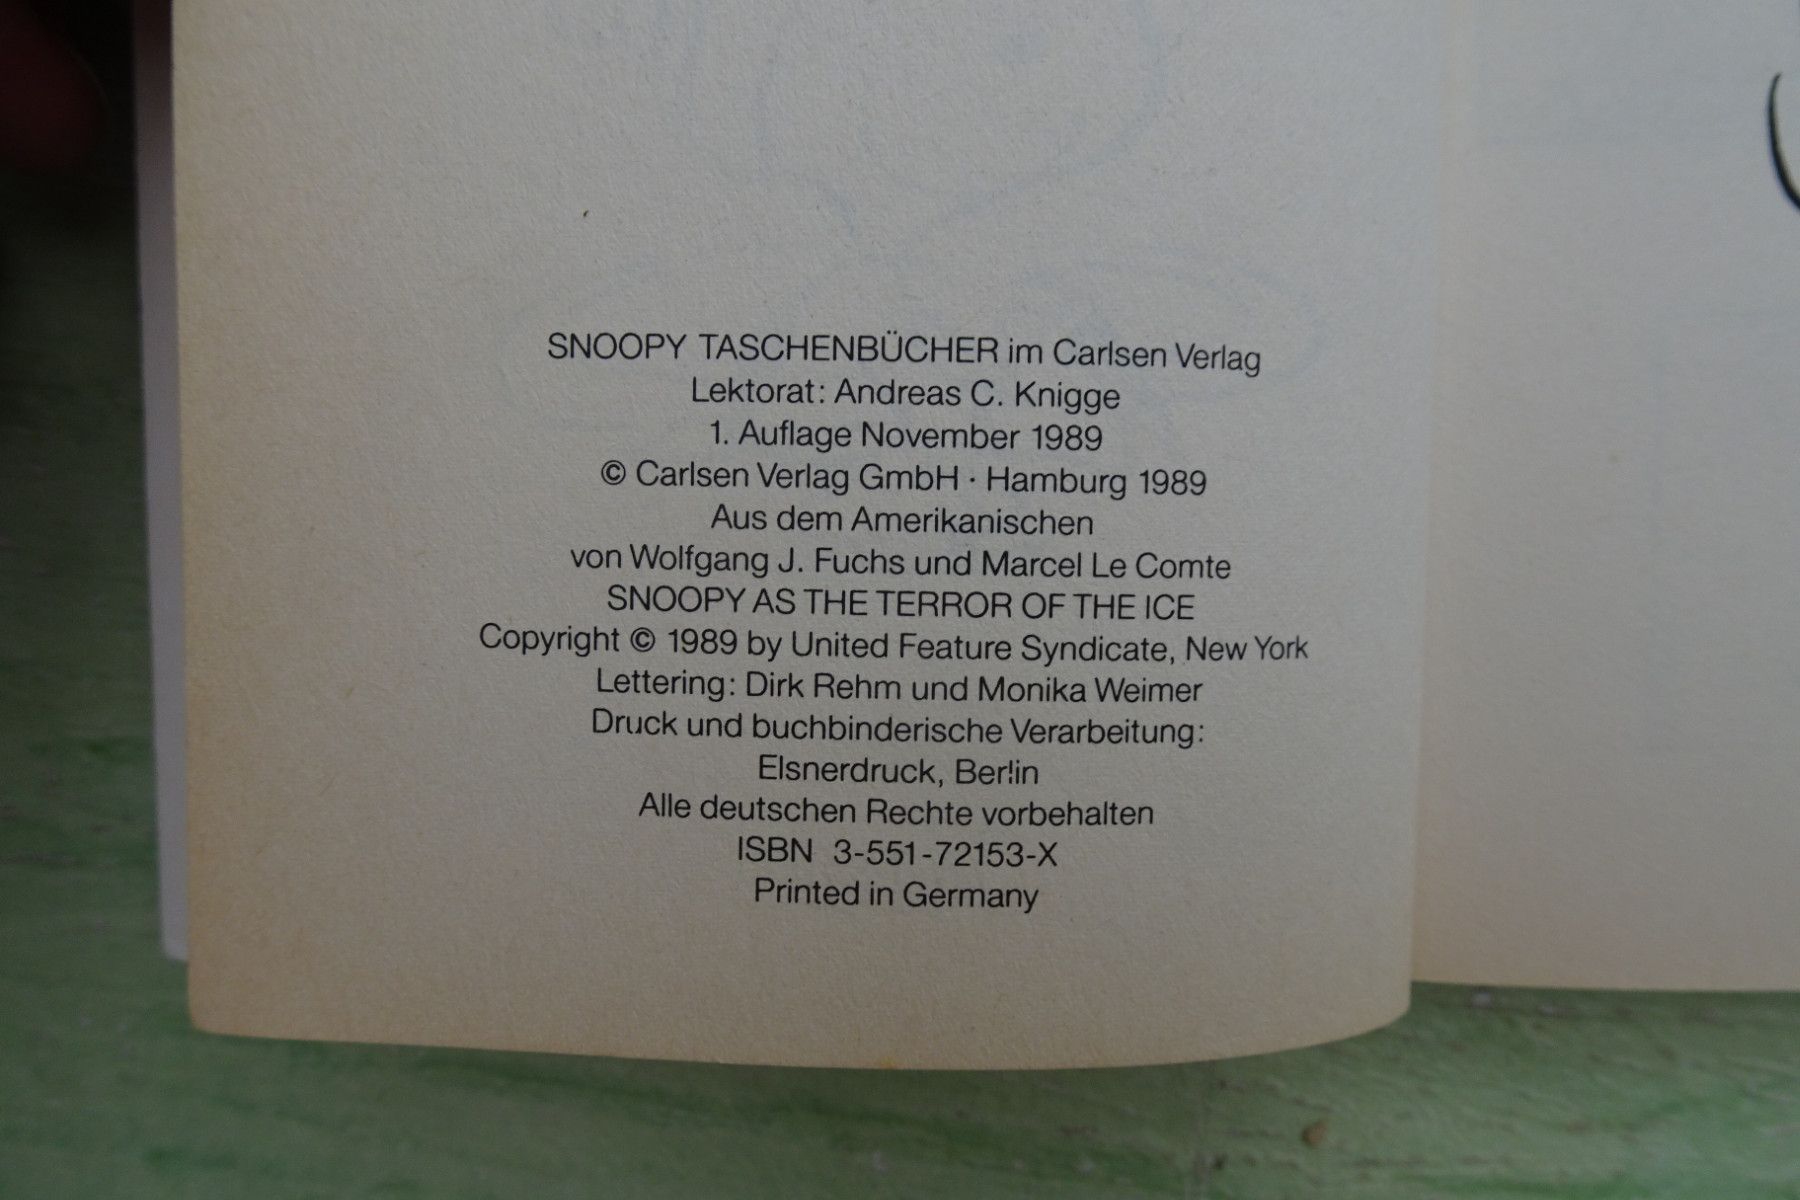 SNOOPY TASCHENBÜCHER im Carlsen Verlag
Lektorat: Andreas C. Knigge
1. Auflage November 1989
© Carlsen Verlag GmbH · Hamburg 1989
Aus dem Amerikanischen
von Wolfgang J. Fuchs und Marcel Le Comte
SNOOPY AS THE TERROR OF THE ICE
Copyright © 1989 by United Feature Syndicate, New York
Lettering: Dirk Rehm und Monika Weimer
Druck und buchbinderische Verarbeitung:
Elsnerdruck, Berlin
Alle deutschen Rechte vorbehalten
ISBN 3-551-72153-X
Printed in Germany